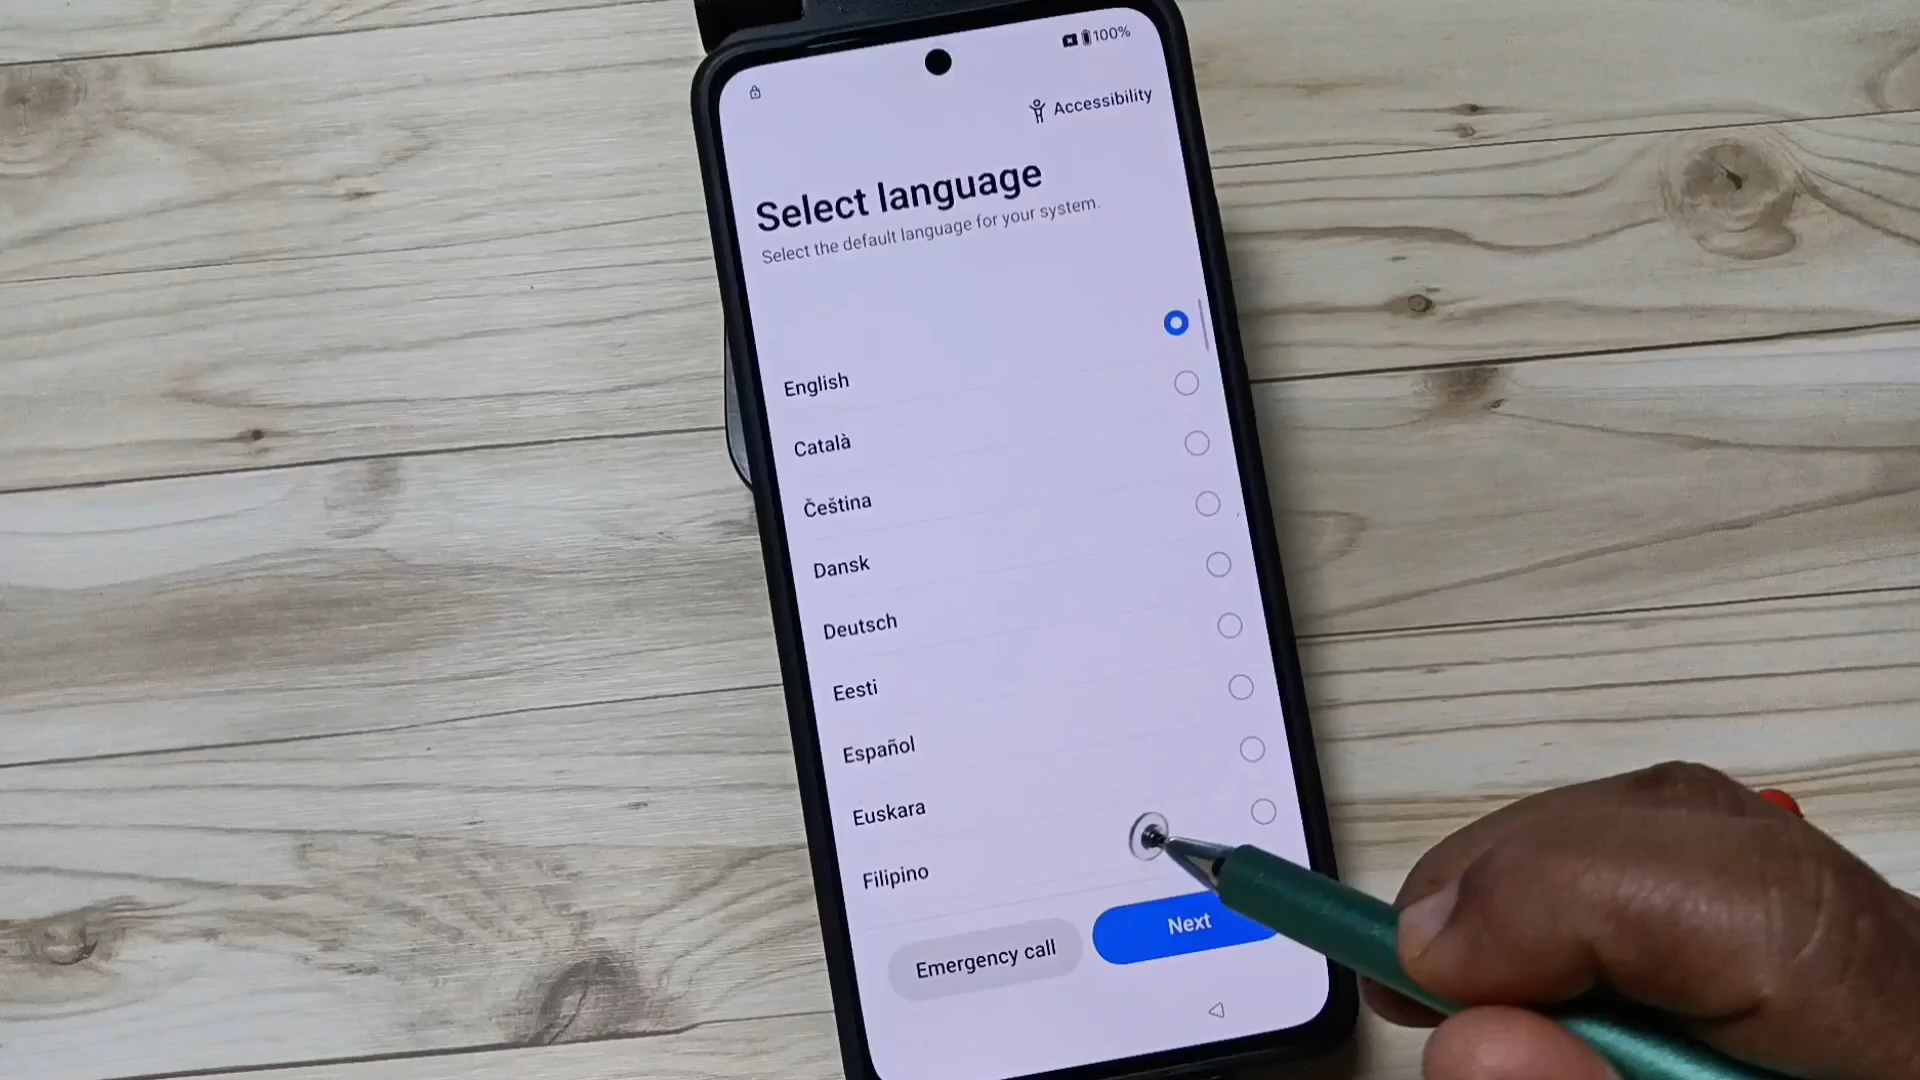 100%
Accessibility
Select language
Select the default language for your system.
English
Català
Čeština
Dansk
Deutsch
Eesti
Español
Euskara
Filipino
Emergency call
Next